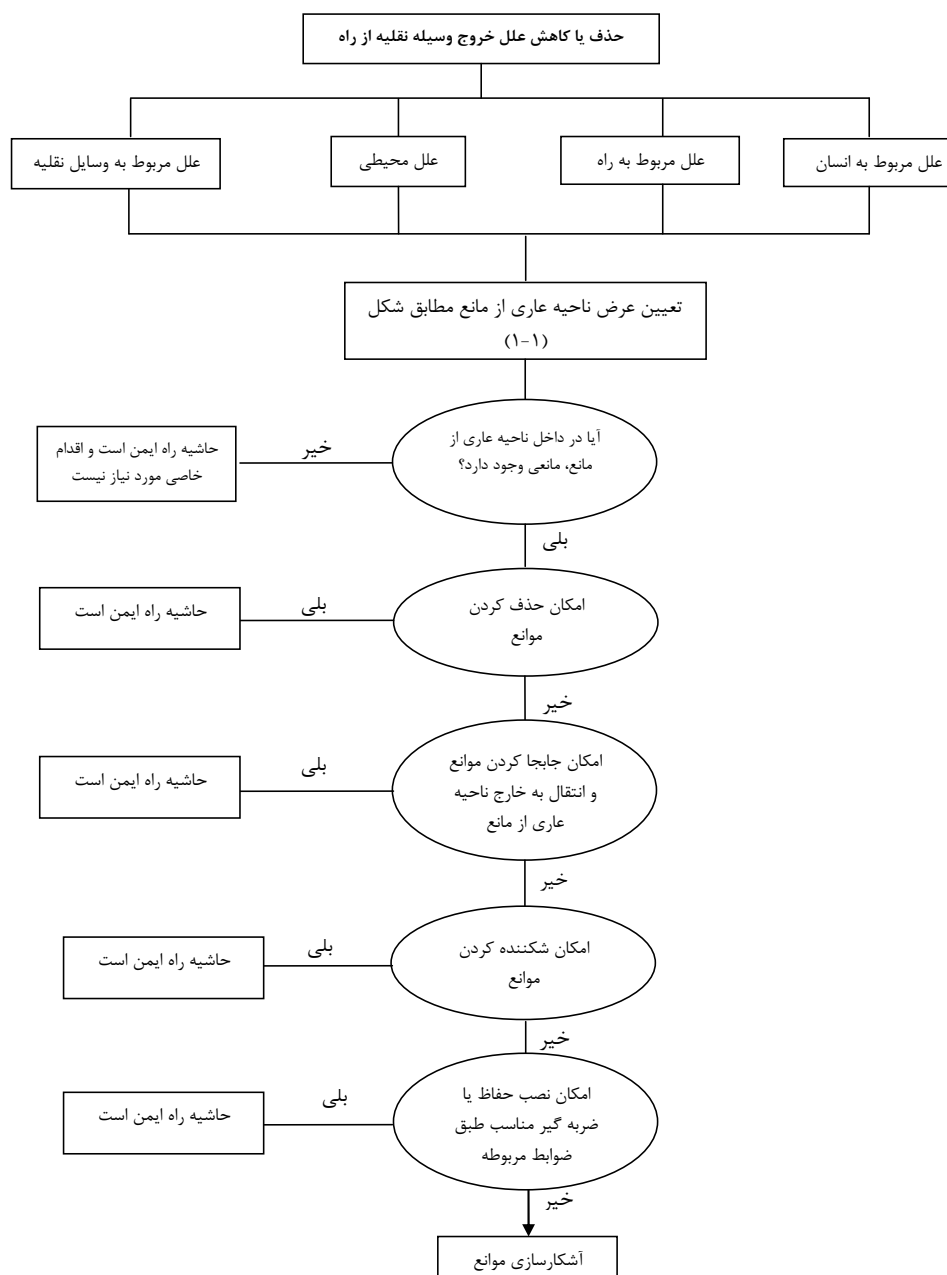 حذف یا کاهش علل خروج وسیله نقلیه از راه
علل مربوط به انسان
علل مربوط به راه
علل محیطی
علل مربوط به وسایل نقلیه
تعیین عرض ناحیه عاری از مانع مطابق شکل
(۱-۱)
آیا در داخل ناحیه عاری از
مانع، مانعی وجود دارد؟
خیر
حاشیه راه ایمن است و اقدام
خاصی مورد نیاز نیست
بلی
امکان حذف کردن
موانع
بلی
حاشیه راه ایمن است
خیر
امکان جابجا کردن موانع
و انتقال به خارج ناحیه
عاری از مانع
بلی
حاشیه راه ایمن است
خیر
امکان شکننده کردن
موانع
بلی
حاشیه راه ایمن است
خیر
امکان نصب حفاظ یا
ضربه گیر مناسب طبق
ضوابط مربوطه
بلی
حاشیه راه ایمن است
خیر
آشکارسازی موانع